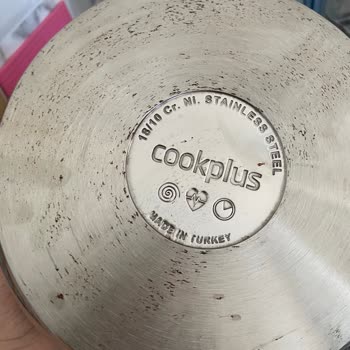 18/10 Cr. Ni. STAINLESS STEEL
cookplus
MADE IN TURKEY